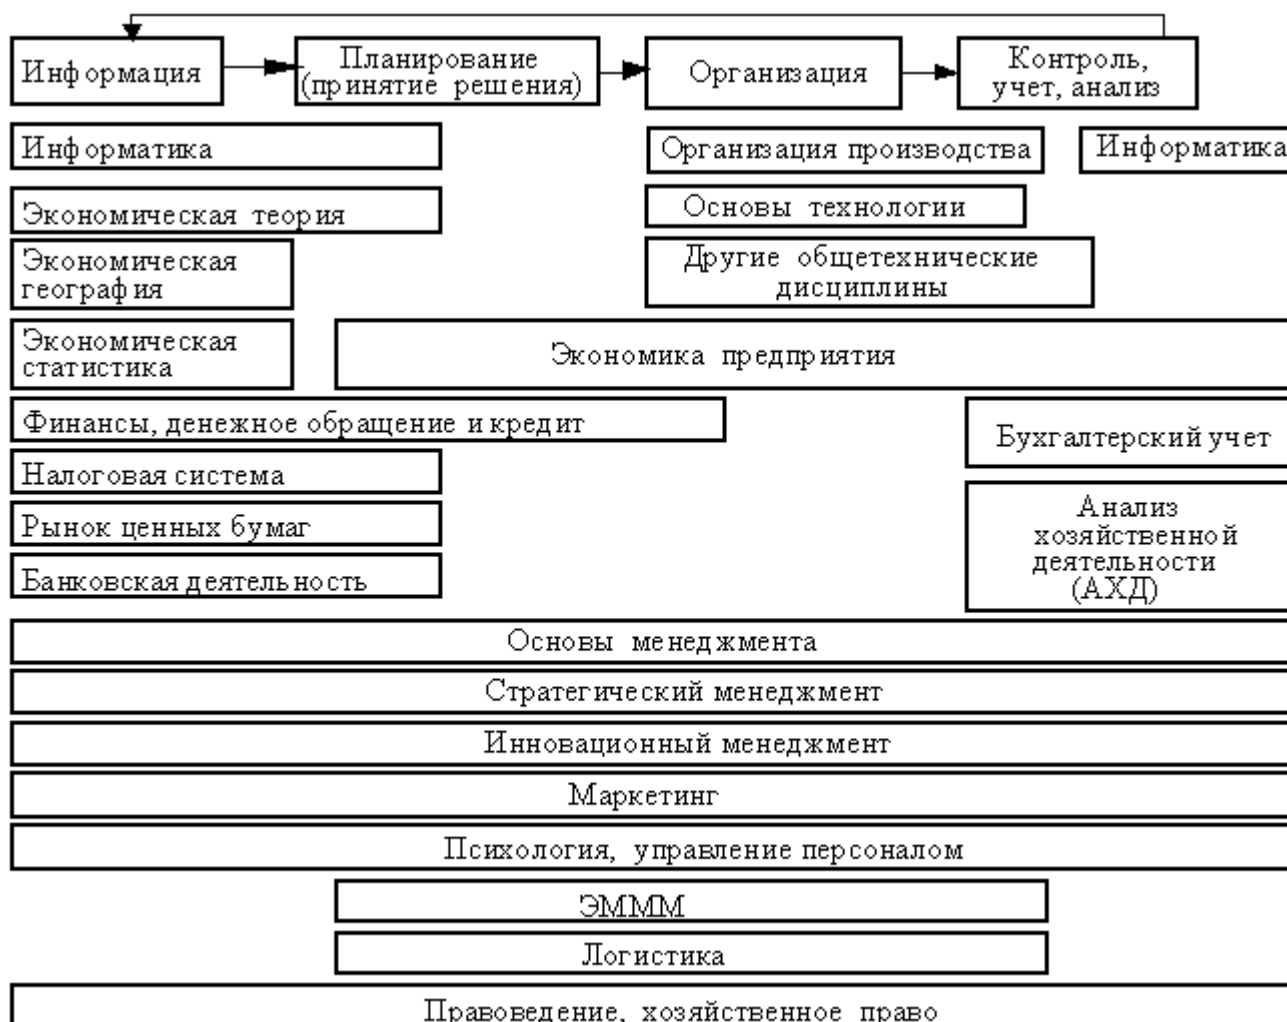 Информация
Планирование
(принятие решения)
Организация
Контроль,
учет, анализ
Информатика
Организация производства
Информатика
Экономическая теория
Основы технологии
Экономическая
география
Другие общетехнические
дисциплины
Экономическая
статистика
Экономика предприятия
Финансы, денежное обращение и кредит
Бухгалтерский учет
Налоговая система
Рынок ценных бумаг
Банковская деятельность
Анализ
хозяйственной
деятельности
(АХД)
Основы менеджмента
Стратегический менеджмент
Инновационный менеджмент
Маркетинг
Психология, управление персоналом
ЭМММ
Логистика
Правоведение, хозяйственное право